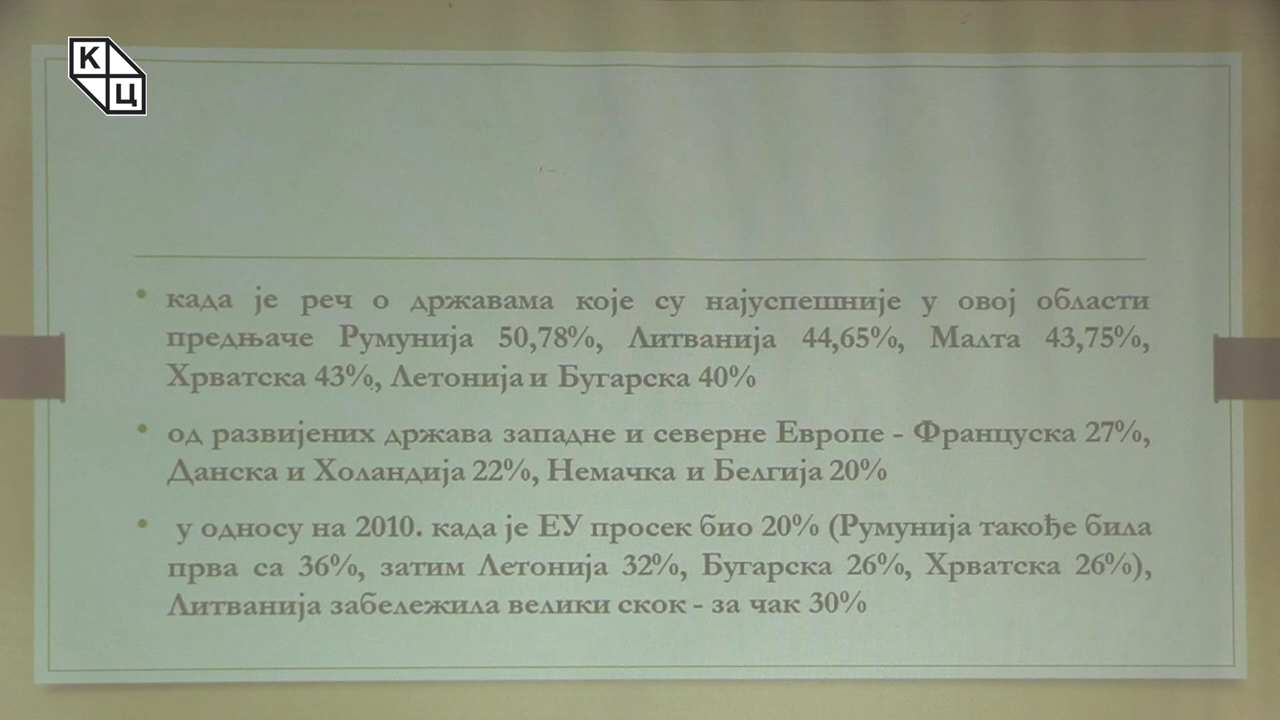 К
Ц
• када је реч о државама које су најуспешније у овој области
предњаче Румунија 50,78%, Литванија 44,65%, Малта 43,75%,
Хрватска 43%, Летонија и Бугарска 40%
• од развијених држава западне и северне Европе - Француска 27%,
Данска и Холандија 22%, Немачка и Белгија 20%
• у односу на 2010. када је ЕУ просек био 20% (Румунија такође била
прва са 36%, затим Летонија 32%, Бугарска 26%, Хрватска 26%),
Литванија забележила велики скок - за чак 30%